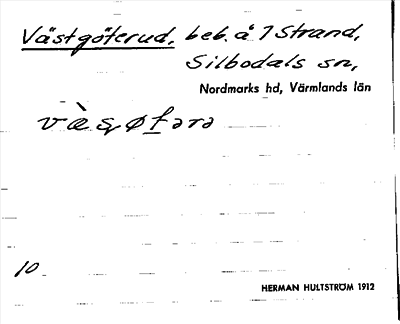 Västgöterud, beb. å 7 Strand,
Silbodals sn,
Nordmarks hd, Värmlands län
10
HERMAN HULTSTRÖM 1912